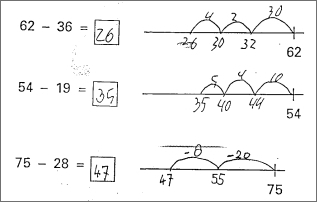 4 2 30
62 – 36 = 26
26 30 32 62
5 4 10
54 – 19 = 35
35 40 44 54
-8 -20
75 – 28 = 47
47 55 75